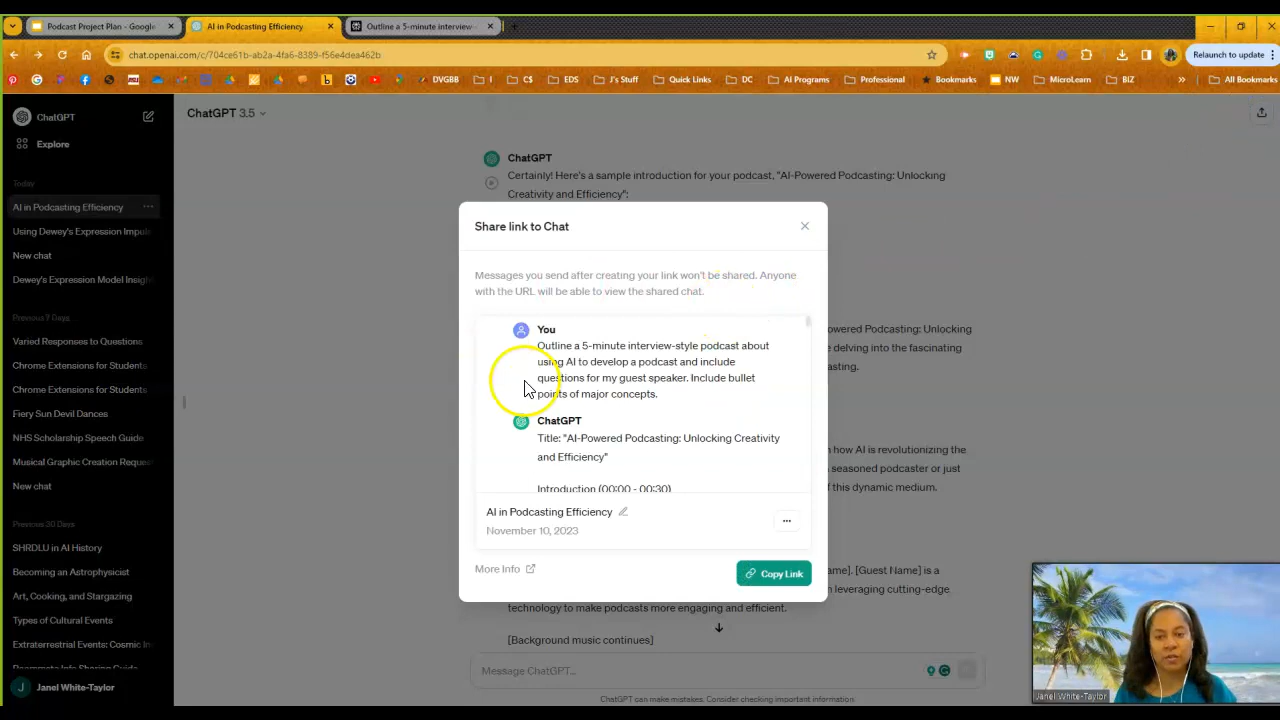 Podcast Project Plan - Google
AI in Podcasting Efficiency
Outline a 5-minute interview-
chat.openai.com/c/704ce61b-ab2a-4fa6-8389-f56e4dea462b
Relaunch to update
DVGBB
I
C$
EDS
J's Stuff
Quick Links
DC
AI Programs
Professional
Bookmarks
NW
MicroLearn
BIZ
All Bookmarks
ChatGPT
Explore
Today
AI in Podcasting Efficiency
Using Dewey's Expression Impul
New chat
Dewey's Expression Model Insigh
Previous 7 Days
Varied Responses to Questions
Chrome Extensions for Students
Chrome Extensions for Students
Fiery Sun Devil Dances
NHS Scholarship Speech Guide
Musical Graphic Creation Reques
New chat
Previous 30 Days
SHRDLU in AI History
Becoming an Astrophysicist
Art, Cooking, and Stargazing
Types of Cultural Events
Extraterrestrial Events: Cosmic In
Roommate Info Sharing Guide
J Janel White-Taylor
ChatGPT 3.5
ChatGPT
Certainly! Here's a sample introduction for your podcast, "AI-Powered Podcasting: Unlocking
Creativity and Efficiency":
owered Podcasting: Unlocking
e delving into the fascinating
asting.
n how AI is revolutionizing the
a seasoned podcaster or just
f this dynamic medium.
ame]. [Guest Name] is a
n leveraging cutting-edge
technology to make podcasts more engaging and efficient.
[Background music continues]
Share link to Chat
Messages you send after creating your link won't be shared. Anyone
with the URL will be able to view the shared chat.
You
Outline a 5-minute interview-style podcast about
using AI to develop a podcast and include
questions for my guest speaker. Include bullet
points of major concepts.
ChatGPT
Title: "AI-Powered Podcasting: Unlocking Creativity
and Efficiency"
Introduction (00:00 - 00:30)
AI in Podcasting Efficiency
November 10, 2023
More Info
Copy Link
Message ChatGPT...
ChatGPT can make mistakes. Consider checking important information.
Janel White-Taylor